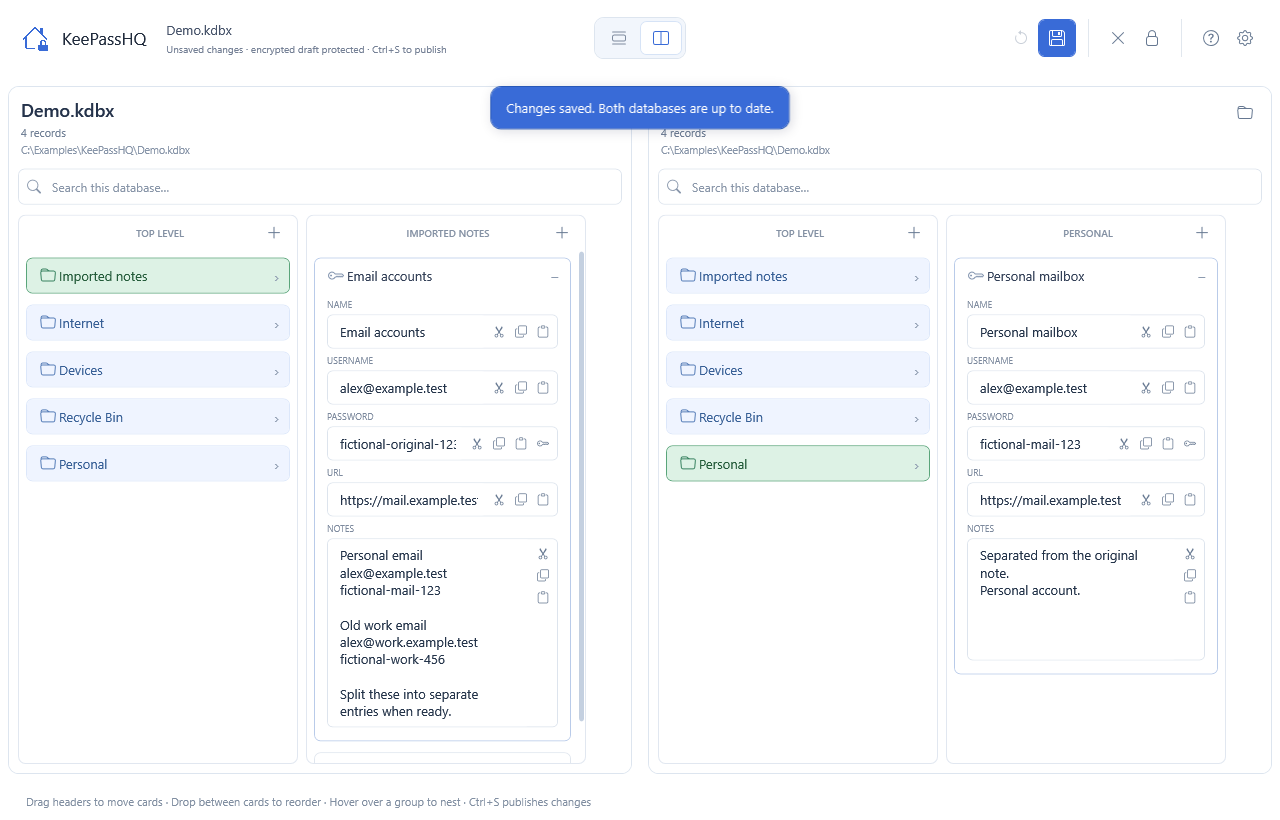 KeePassHQ
Demo.kdbx
Unsaved changes · encrypted draft protected · Ctrl+S to publish
Changes saved. Both databases are up to date.
Demo.kdbx
4 records
C:\Examples\KeePassHQ\Demo.kdbx
Search this database...
TOP LEVEL
Imported notes
Internet
Devices
Recycle Bin
Personal
IMPORTED NOTES
Email accounts
NAME
Email accounts
USERNAME
alex@example.test
PASSWORD
fictional-original-123
URL
https://mail.example.test
NOTES
Personal email
alex@example.test
fictional-mail-123
Old work email
alex@work.example.test
fictional-work-456
Split these into separate
entries when ready.
4 records
C:\Examples\KeePassHQ\Demo.kdbx
Search this database...
TOP LEVEL
Imported notes
Internet
Devices
Recycle Bin
Personal
PERSONAL
Personal mailbox
NAME
Personal mailbox
USERNAME
alex@example.test
PASSWORD
fictional-mail-123
URL
https://mail.example.test
NOTES
Separated from the original
note.
Personal account.
Drag headers to move cards · Drop between cards to reorder · Hover over a group to nest · Ctrl+S publishes changes